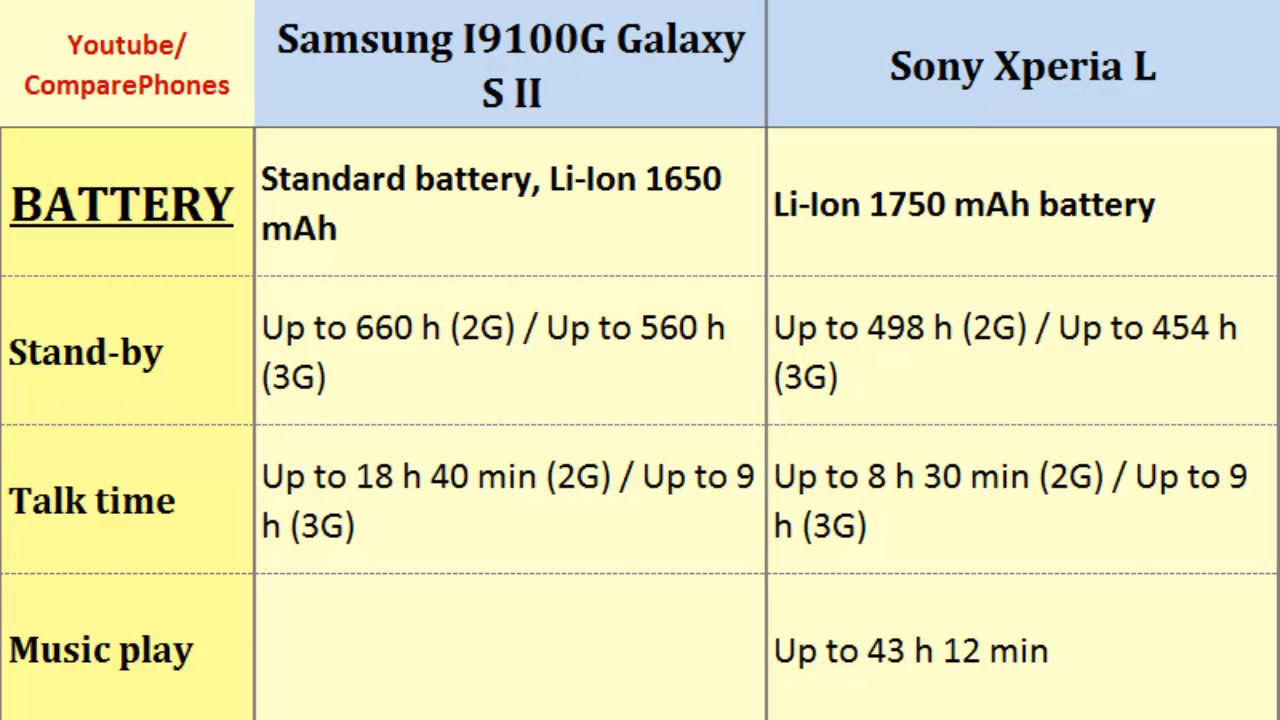 Youtube/
ComparePhones
Samsung I9100G Galaxy
S II
Sony Xperia L
BATTERY
Standard battery, Li-Ion 1650
mAh
Li-Ion 1750 mAh battery
Stand-by
Up to 660 h (2G) / Up to 560 h
(3G)
Up to 498 h (2G) / Up to 454 h
(3G)
Talk time
Up to 18 h 40 min (2G) / Up to 9
h (3G)
Up to 8 h 30 min (2G) / Up to 9
h (3G)
Music play
Up to 43 h 12 min